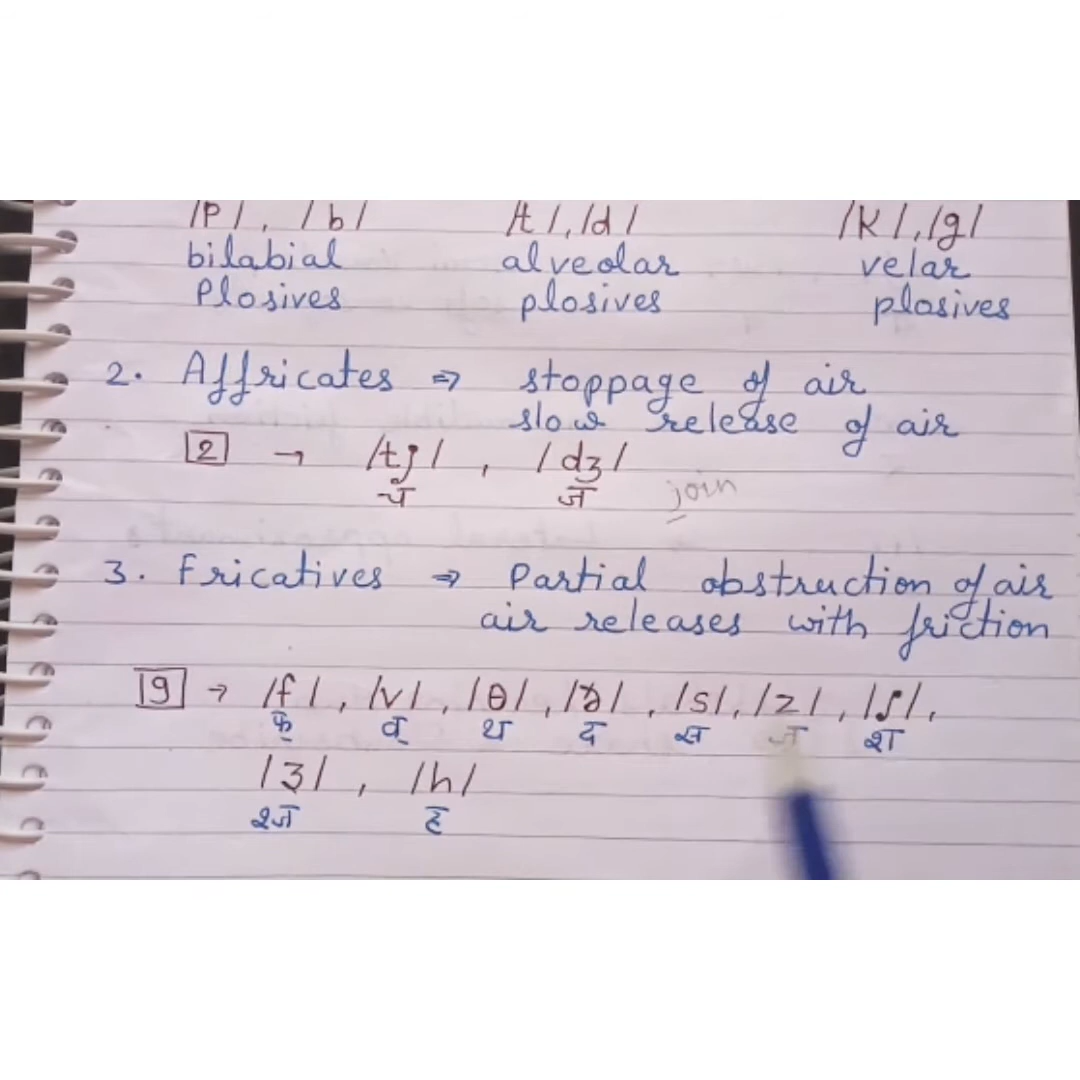 /P/, /b/ /t/, /d/ /K/, /g/
bilabial alveolar velar
Plosives plosives plosives
2. Affricates ⇒ stoppage of air
slow release of air
2 → /tʃ/, /dʒ/
च ज join
3. Fricatives ⇒ Partial obstruction of air
air releases with friction
9 → /f/, /v/, /θ/, /ð/, /s/, /z/, /ʃ/,
फ् व् थ द स ज श
/ʒ/, /h/
श्ज ह